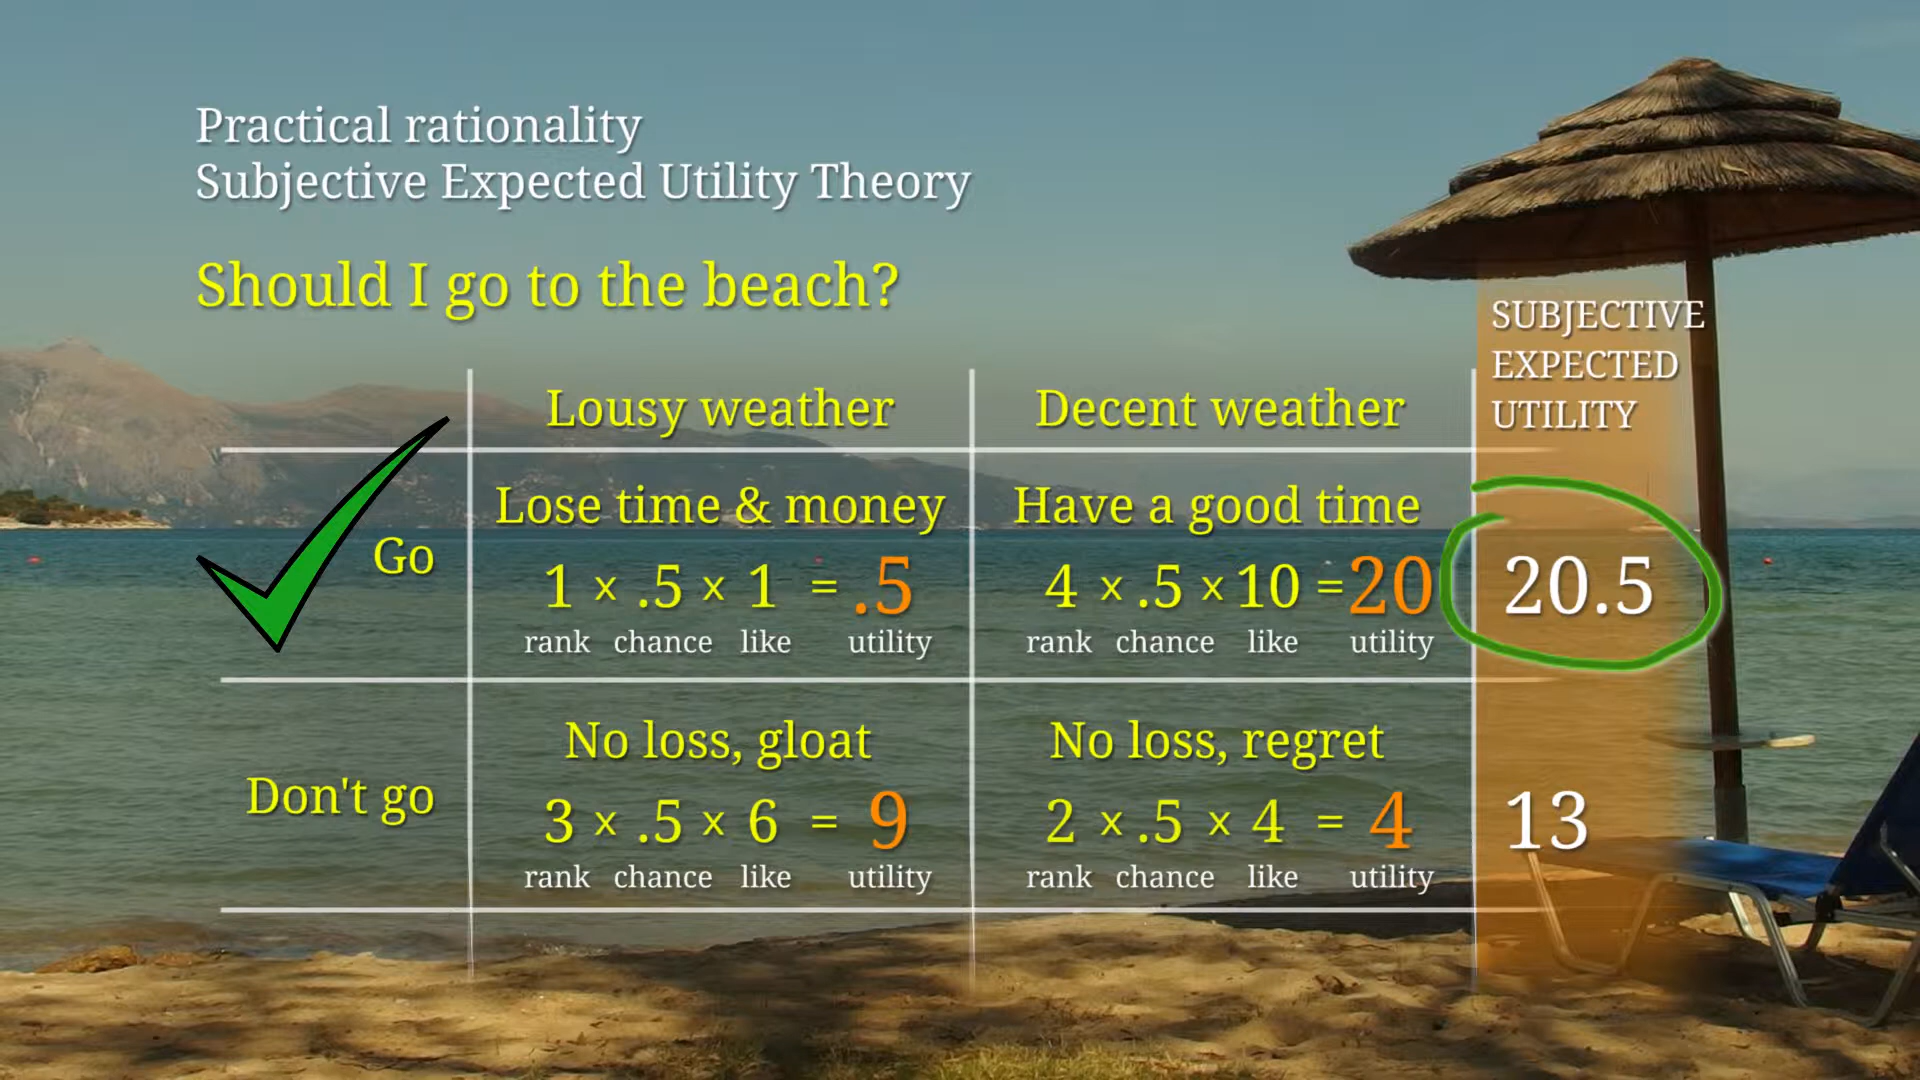 Practical rationality
Subjective Expected Utility Theory
Should I go to the beach?
SUBJECTIVE
EXPECTED
UTILITY
Lousy weather
Decent weather
Go
Lose time & money
1 × .5 × 1 = .5
rank chance like utility
Have a good time
4 × .5 × 10 = 20
rank chance like utility
20.5
Don't go
No loss, gloat
3 × .5 × 6 = 9
rank chance like utility
No loss, regret
2 × .5 × 4 = 4
rank chance like utility
13